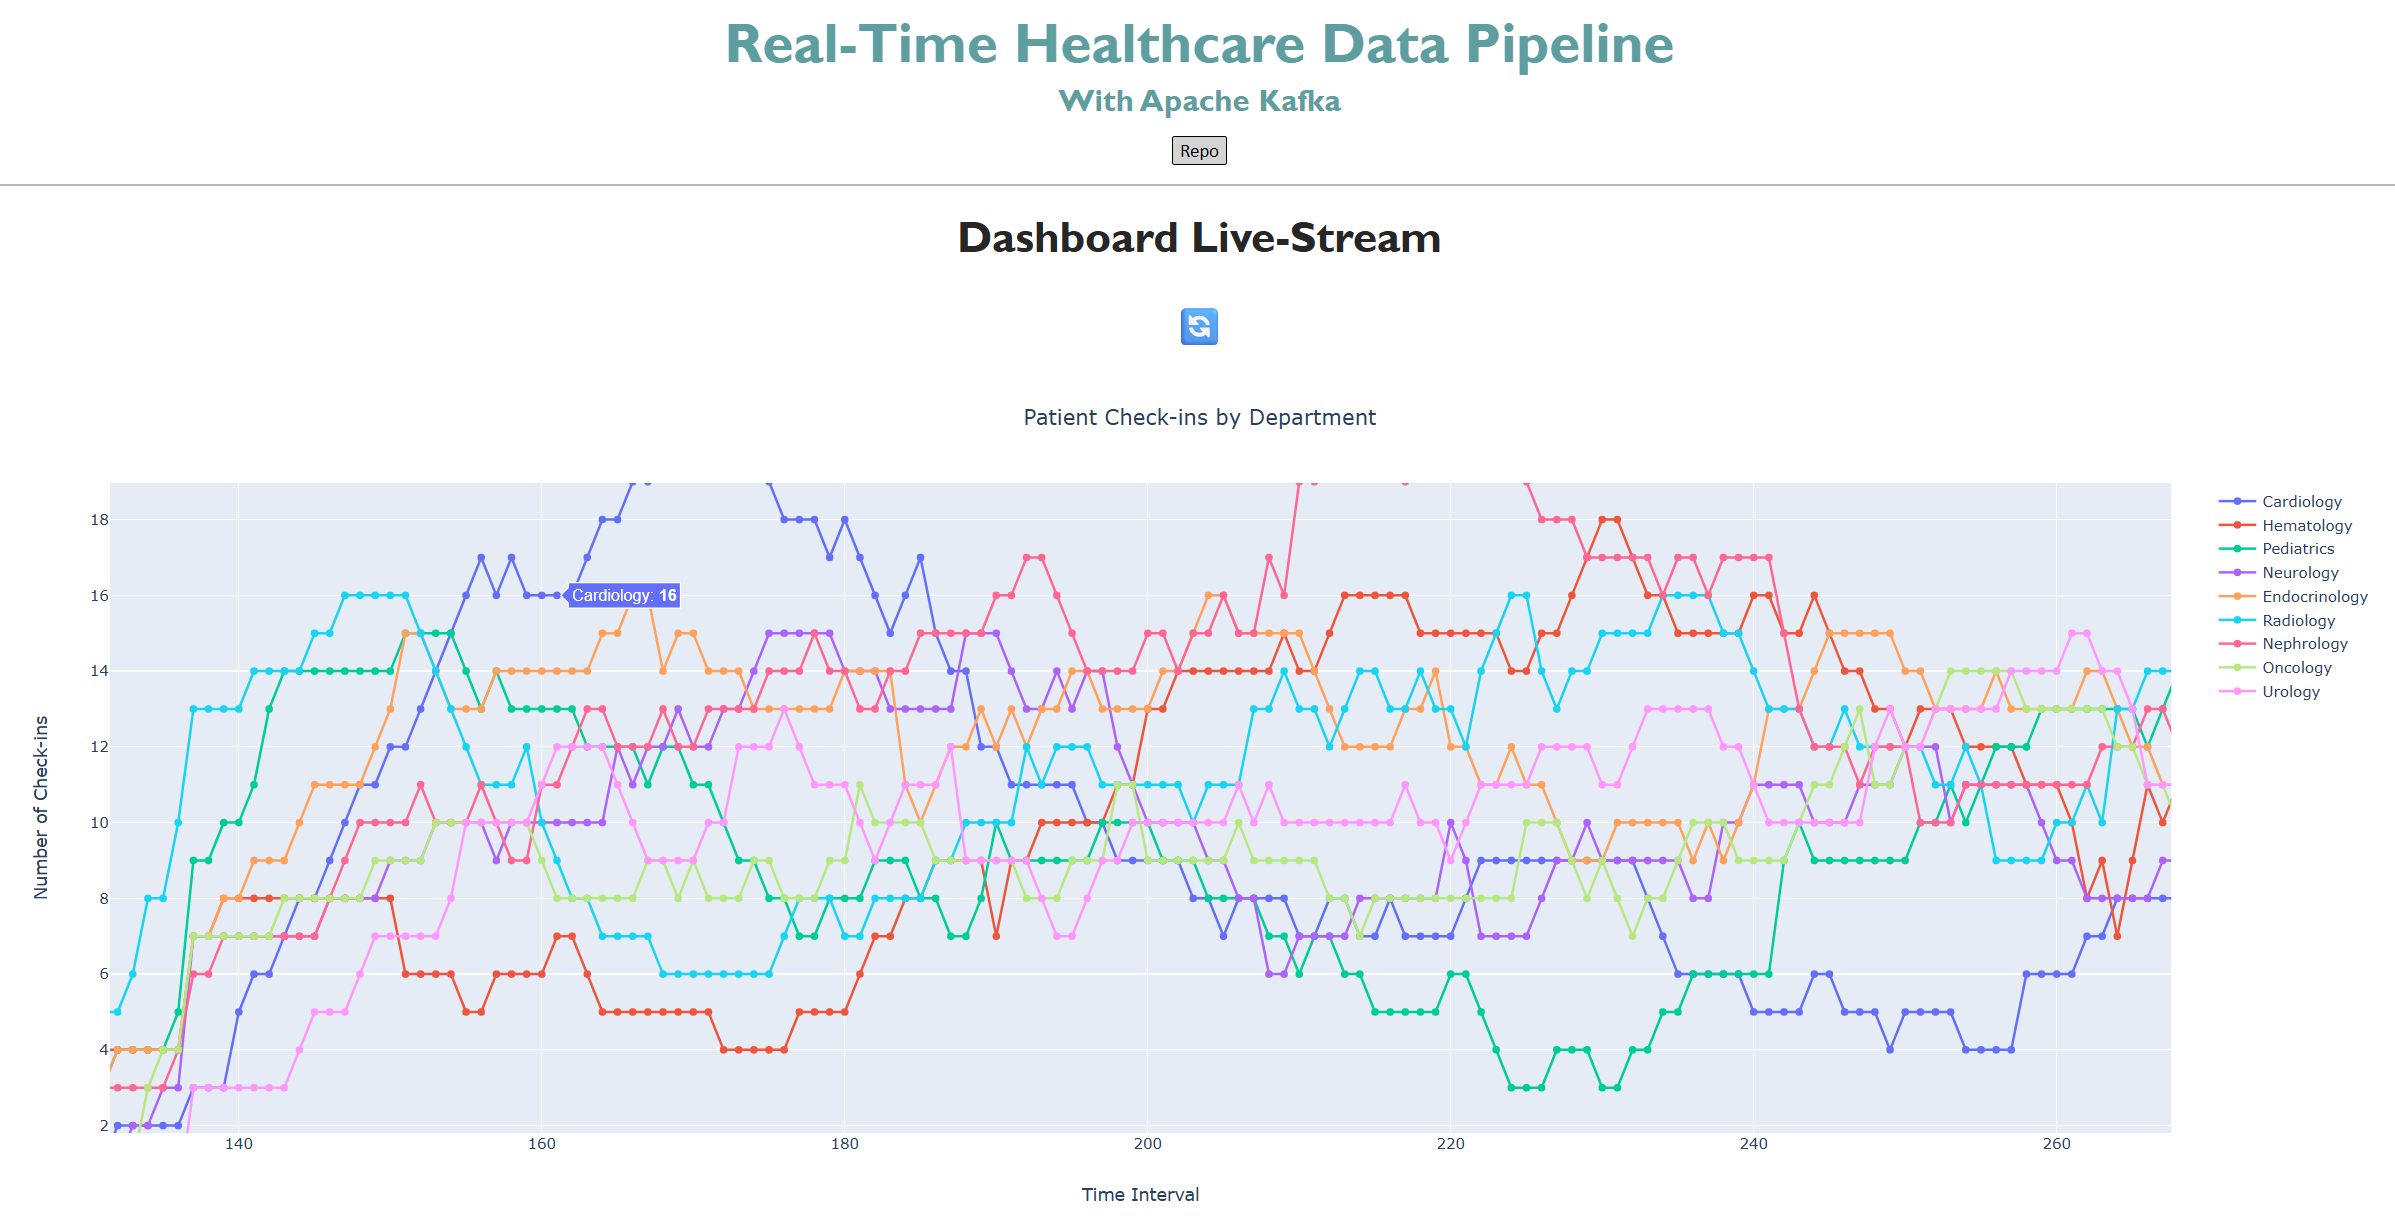 Real-Time Healthcare Data Pipeline
With Apache Kafka
Repo
Dashboard Live-Stream
Patient Check-ins by Department
Number of Check-ins
18
16
14
12
10
8
6
4
2
Cardiology: 16
140 160 180 200 220 240 260
Time Interval
Cardiology
Hematology
Pediatrics
Neurology
Endocrinology
Radiology
Nephrology
Oncology
Urology